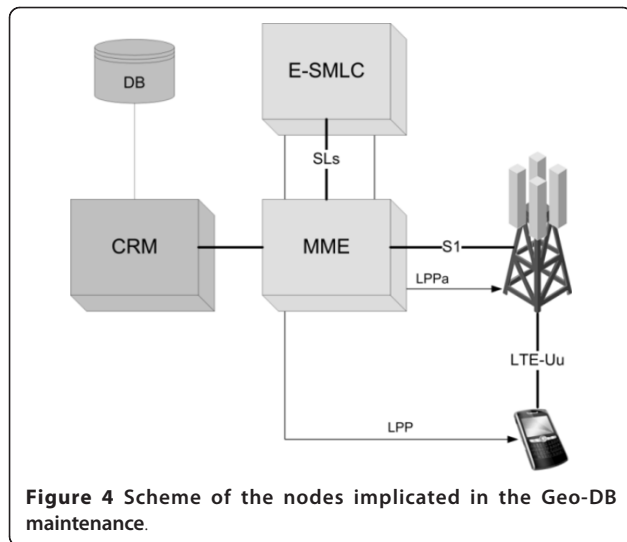 DB
E-SMLC
SLs
CRM
MME
S1
LPPa
LTE-Uu
LPP
Figure 4 Scheme of the nodes implicated in the Geo-DB
maintenance.